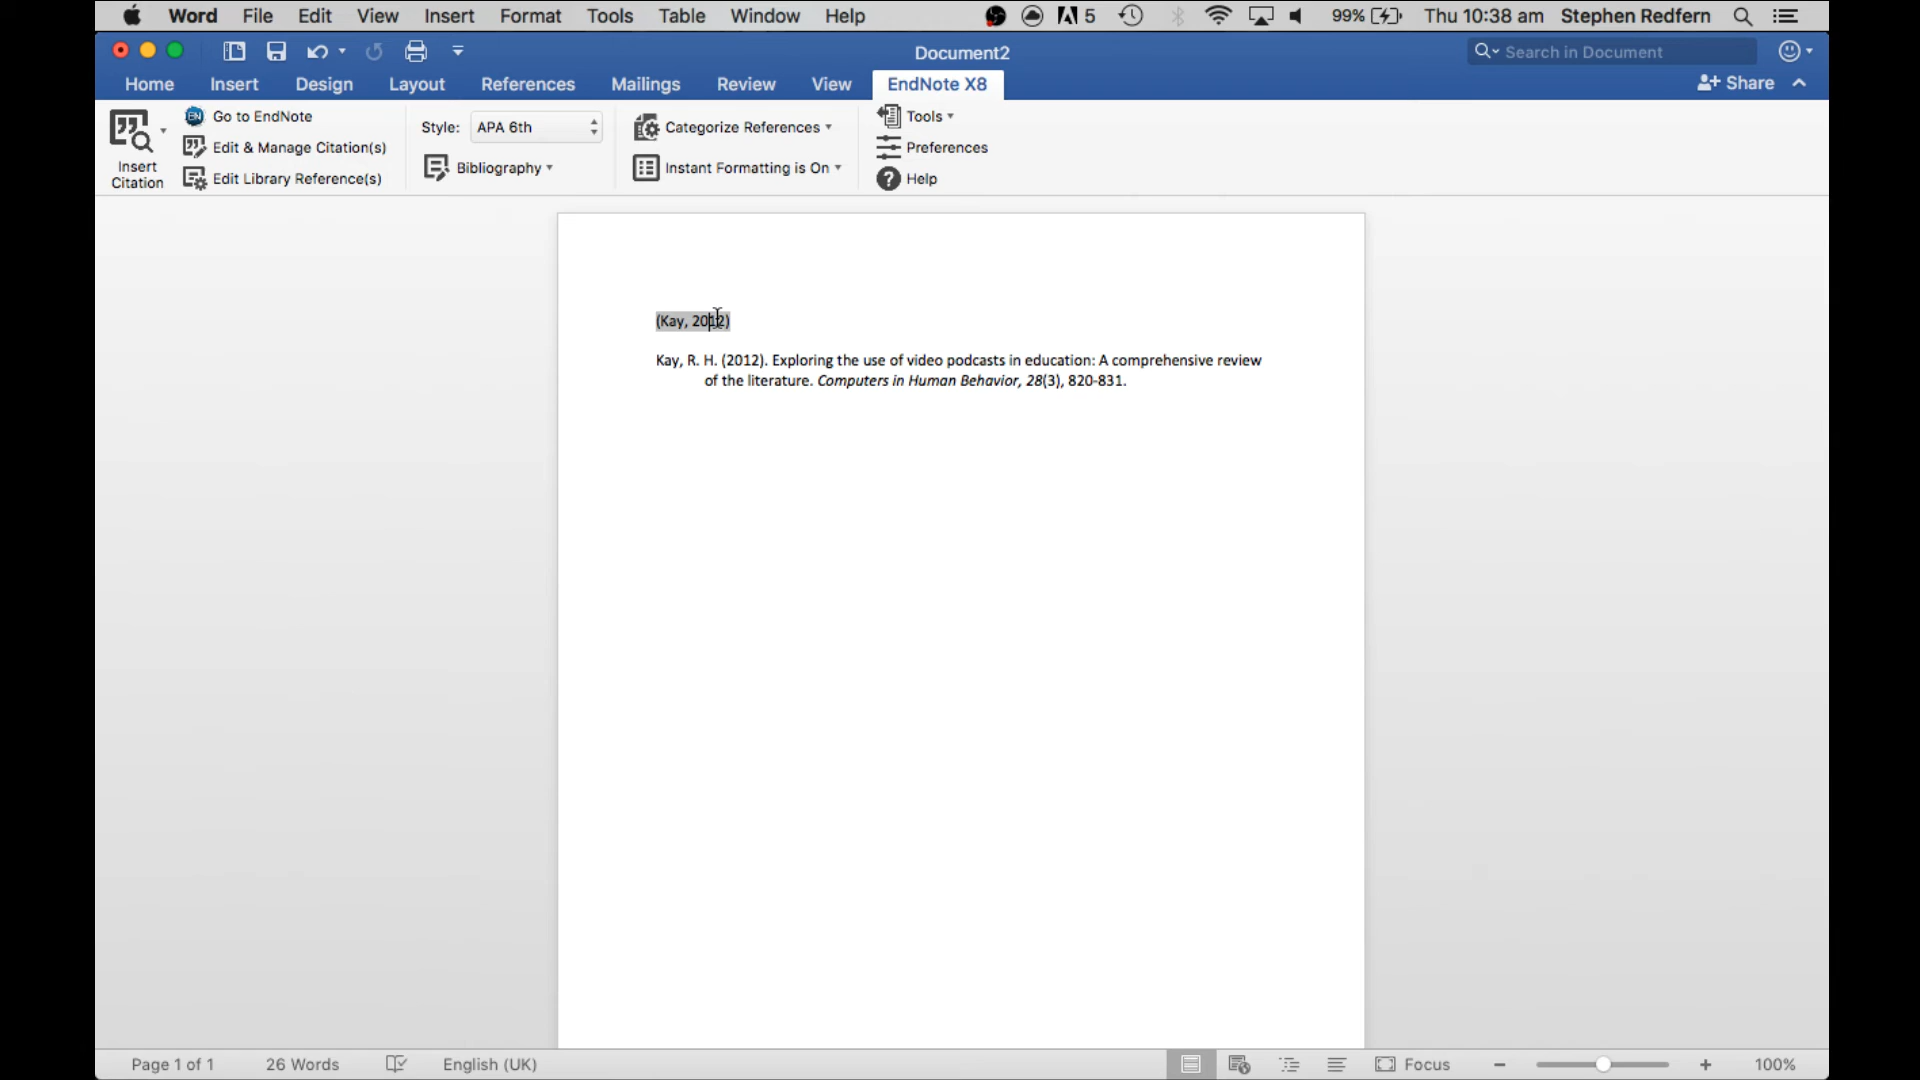 Word File Edit View Insert Format Tools Table Window Help 5 99% Thu 10:38 am Stephen Redfern
Document2 Search in Document
Home Insert Design Layout References Mailings Review View EndNote X8 Share
Insert Citation
Go to EndNote
Edit & Manage Citation(s)
Edit Library Reference(s)
Style: APA 6th
Bibliography
Categorize References
Instant Formatting is On
Tools
Preferences
Help
(Kay, 2012)
Kay, R. H. (2012). Exploring the use of video podcasts in education: A comprehensive review
of the literature. Computers in Human Behavior, 28(3), 820-831.
Page 1 of 1 26 Words English (UK) Focus 100%